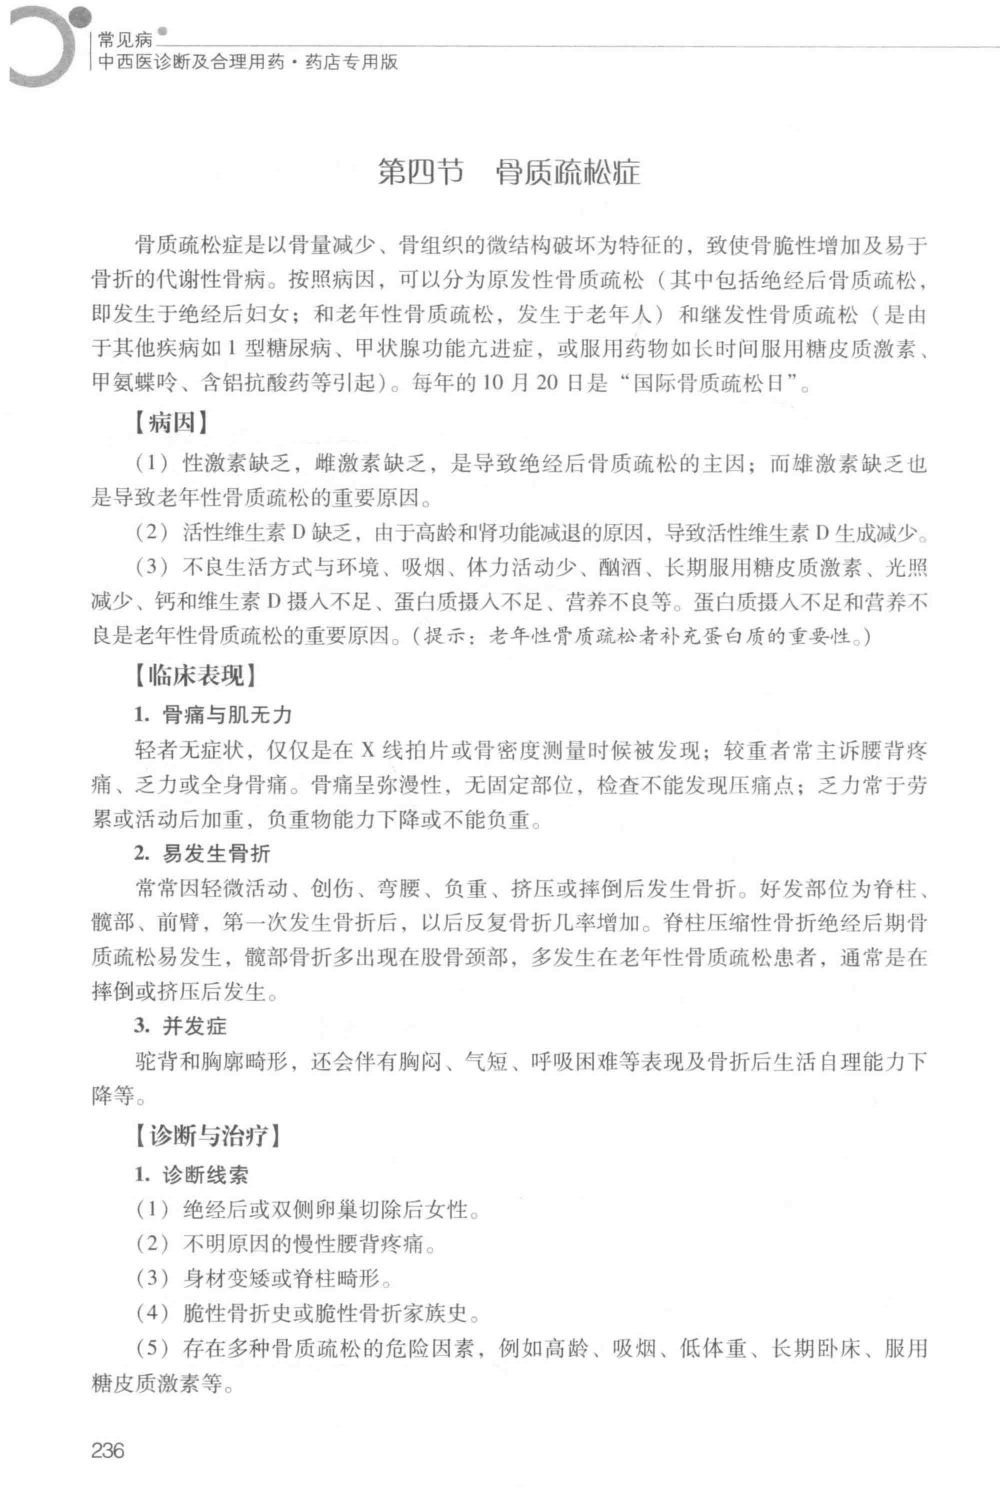 常见病
中西医诊断及合理用药·药店专用版
第四节 骨质疏松症
骨质疏松症是以骨量减少、骨组织的微结构破坏为特征的，致使骨脆性增加及易于
骨折的代谢性骨病。按照病因，可以分为原发性骨质疏松（其中包括绝经后骨质疏松，
即发生于绝经后妇女；和老年性骨质疏松，发生于老年人）和继发性骨质疏松（是由
于其他疾病如1型糖尿病、甲状腺功能亢进症，或服用药物如长时间服用糖皮质激素、
甲氨蝶呤、含铝抗酸药等引起）。每年的10月20日是“国际骨质疏松日”。
【病因】
（1）性激素缺乏，雌激素缺乏，是导致绝经后骨质疏松的主因；而雄激素缺乏也
是导致老年性骨质疏松的重要原因。
（2）活性维生素D缺乏，由于高龄和肾功能减退的原因，导致活性维生素D生成减少。
（3）不良生活方式与环境、吸烟、体力活动少、酗酒、长期服用糖皮质激素、光照
减少、钙和维生素D摄入不足、蛋白质摄入不足、营养不良等。蛋白质摄入不足和营养不
良是老年性骨质疏松的重要原因。（提示：老年性骨质疏松者补充蛋白质的重要性。）
【临床表现】
1. 骨痛与肌无力
轻者无症状，仅仅是在X线拍片或骨密度测量时候被发现；较重者常主诉腰背疼
痛、乏力或全身骨痛。骨痛呈弥漫性，无固定部位，检查不能发现压痛点；乏力常于劳
累或活动后加重，负重物能力下降或不能负重。
2. 易发生骨折
常常因轻微活动、创伤、弯腰、负重、挤压或摔倒后发生骨折。好发部位为脊柱、
髋部、前臂，第一次发生骨折后，以后反复骨折几率增加。脊柱压缩性骨折绝经后期骨
质疏松易发生，髋部骨折多出现在股骨颈部，多发生在老年性骨质疏松患者，通常是在
摔倒或挤压后发生。
3. 并发症
驼背和胸廓畸形，还会伴有胸闷、气短、呼吸困难等表现及骨折后生活自理能力下
降等。
【诊断与治疗】
1. 诊断线索
（1）绝经后或双侧卵巢切除后女性。
（2）不明原因的慢性腰背疼痛。
（3）身材变矮或脊柱畸形。
（4）脆性骨折史或脆性骨折家族史。
（5）存在多种骨质疏松的危险因素，例如高龄、吸烟、低体重、长期卧床、服用
糖皮质激素等。
236